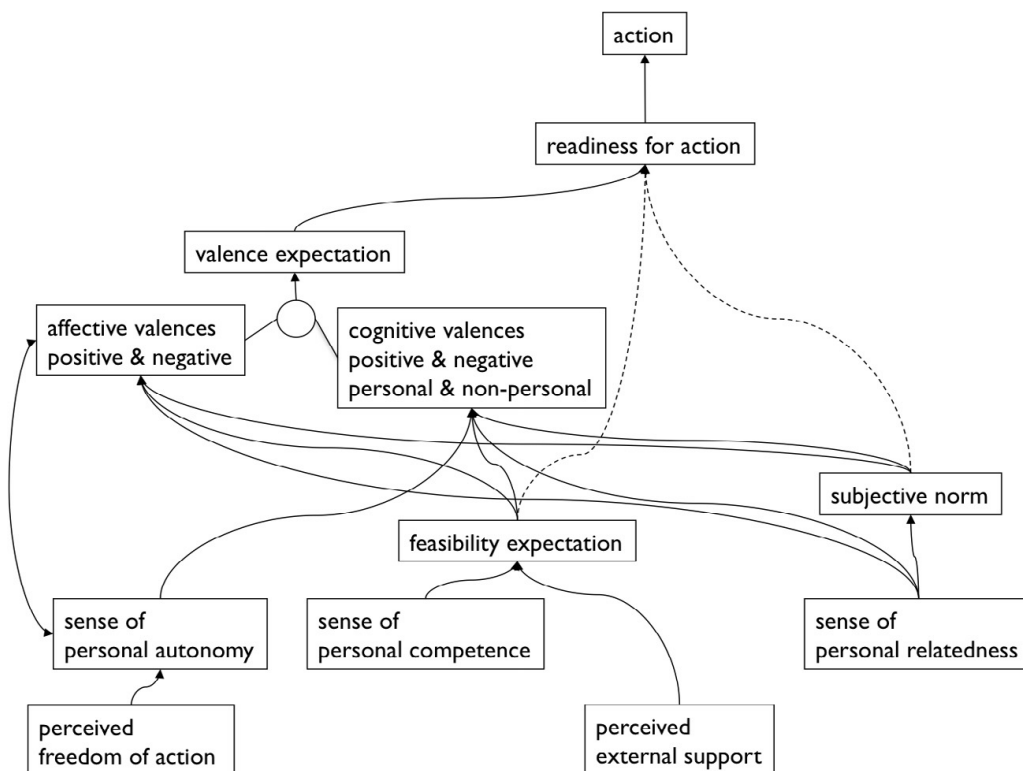 action
readiness for action
valence expectation
affective valences
positive & negative
cognitive valences
positive & negative
personal & non-personal
subjective norm
feasibility expectation
sense of
personal autonomy
sense of
personal competence
sense of
personal relatedness
perceived
freedom of action
perceived
external support